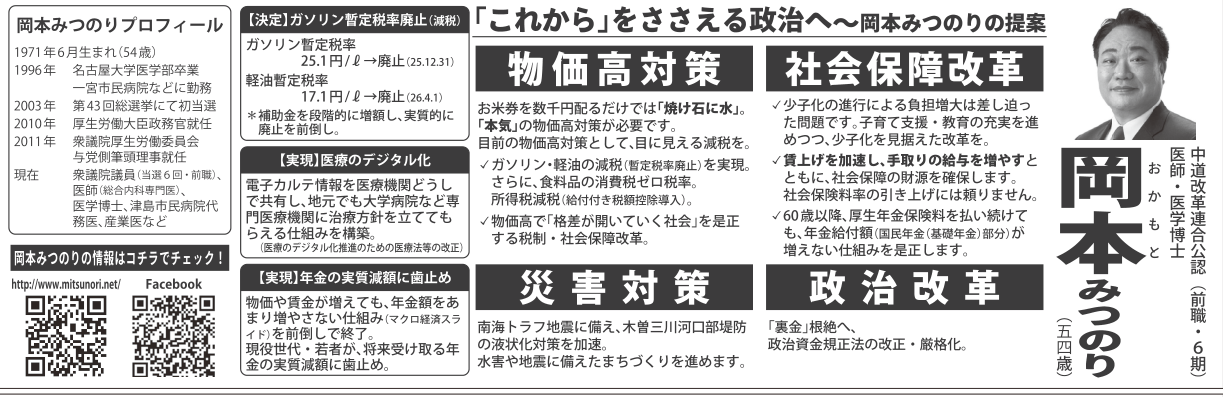 「これから」をささえる政治へ～岡本みつのりの提案
中道改革連合公認（前職・6期）
医師・医学博士
岡本みつのり
おかもと
（五四歳）
物価高対策
お米券を数千円配るだけでは「焼け石に水」。
「本気」の物価高対策が必要です。
目前の物価高対策として、目に見える減税を。
✓ガソリン・軽油の減税（暫定税率廃止）を実現。
さらに、食料品の消費税ゼロ税率。
所得税減税（給付付き税額控除導入）。
✓物価高で「格差が開いていく社会」を是正
する税制・社会保障改革。
社会保障改革
✓少子化の進行による負担増大は差し迫っ
た問題です。子育て支援・教育の充実を進
めつつ、少子化を見据えた改革を。
✓賃上げを加速し、手取りの給与を増やすと
ともに、社会保障の財源を確保します。
社会保険料率の引き上げには頼りません。
✓60歳以降、厚生年金保険料を払い続けて
も、年金給付額（国民年金（基礎年金）部分）が
増えない仕組みを是正します。
災害対策
南海トラフ地震に備え、木曽三川河口部堤防
の液状化対策を加速。
水害や地震に備えたまちづくりを進めます。
政治改革
「裏金」根絶へ、
政治資金規正法の改正・厳格化。
【決定】ガソリン暫定税率廃止（減税）
ガソリン暫定税率
25.1円/ℓ→廃止（25.12.31）
軽油暫定税率
17.1円/ℓ→廃止（26.4.1）
＊補助金を段階的に増額し、実質的に
廃止を前倒し。
【実現】医療のデジタル化
電子カルテ情報を医療機関どうし
で共有し、地元でも大学病院など専
門医療機関に治療方針を立てても
らえる仕組みを構築。
（医療のデジタル化推進のための医療法等の改正）
【実現】年金の実質減額に歯止め
物価や賃金が増えても、年金額をあ
まり増やさない仕組み（マクロ経済スラ
イド）を前倒しで終了。
現役世代・若者が、将来受け取る年
金の実質減額に歯止め。
岡本みつのりプロフィール
1971年6月生まれ（54歳）
1996年 名古屋大学医学部卒業
一宮市民病院などに勤務
2003年 第43回総選挙にて初当選
2010年 厚生労働大臣政務官就任
2011年 衆議院厚生労働委員会
与党側筆頭理事就任
現在 衆議院議員（当選6回・前職）、
医師（総合内科専門医）、
医学博士、津島市民病院代
務医、産業医など
岡本みつのりの情報はコチラでチェック！
http://www.mitsunori.net/ Facebook